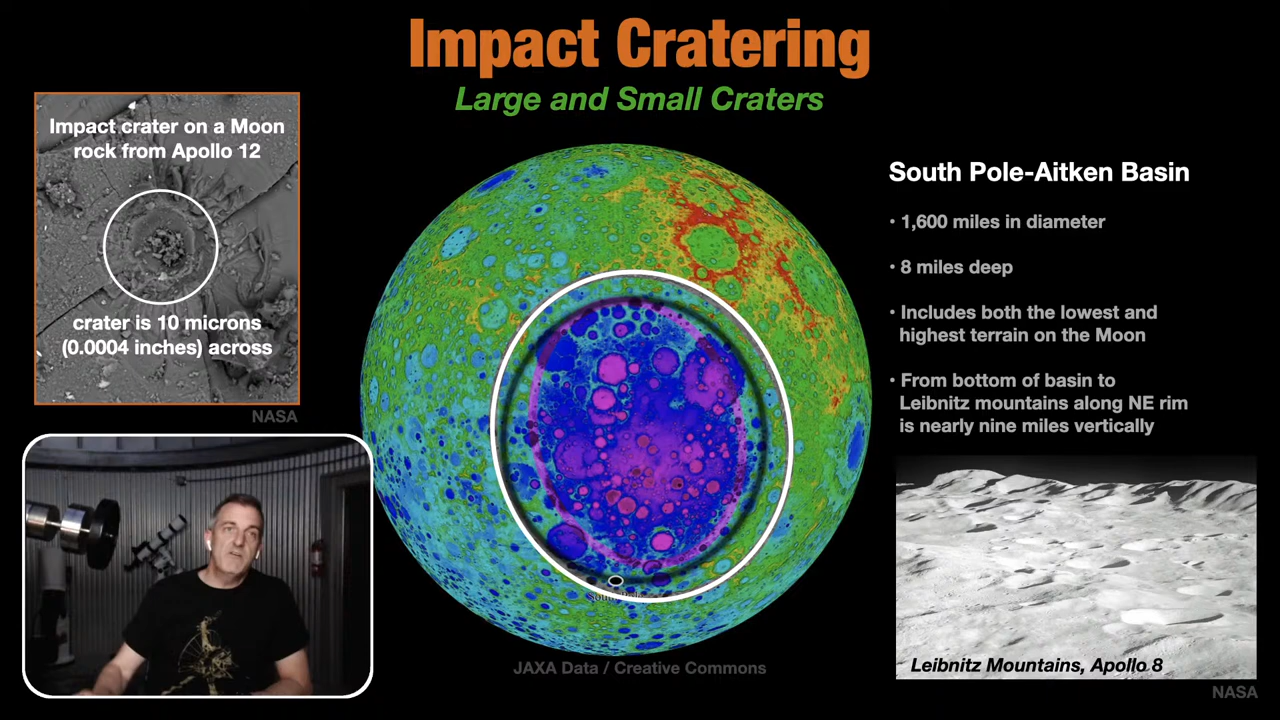 Impact Cratering
Large and Small Craters
Impact crater on a Moon
rock from Apollo 12
crater is 10 microns
(0.0004 inches) across
NASA
South Pole-Aitken Basin
• 1,600 miles in diameter
• 8 miles deep
• Includes both the lowest and
highest terrain on the Moon
• From bottom of basin to
Leibnitz mountains along NE rim
is nearly nine miles vertically
Leibnitz Mountains, Apollo 8
NASA
JAXA Data / Creative Commons